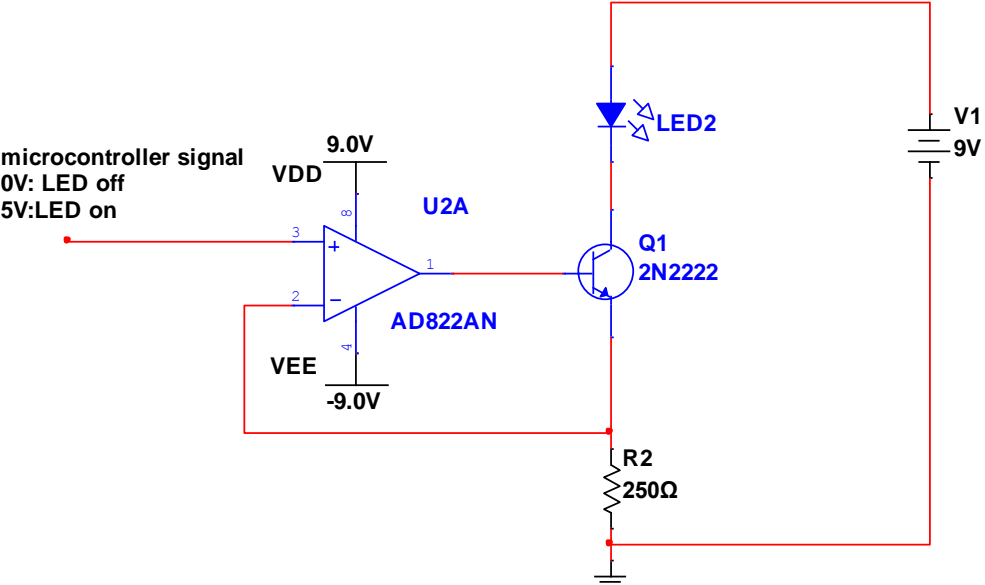 microcontroller signal
0V: LED off
5V:LED on
9.0V
VDD
8
U2A
3
+
1
2
−
AD822AN
4
VEE
-9.0V
LED2
V1
9V
Q1
2N2222
R2
250Ω